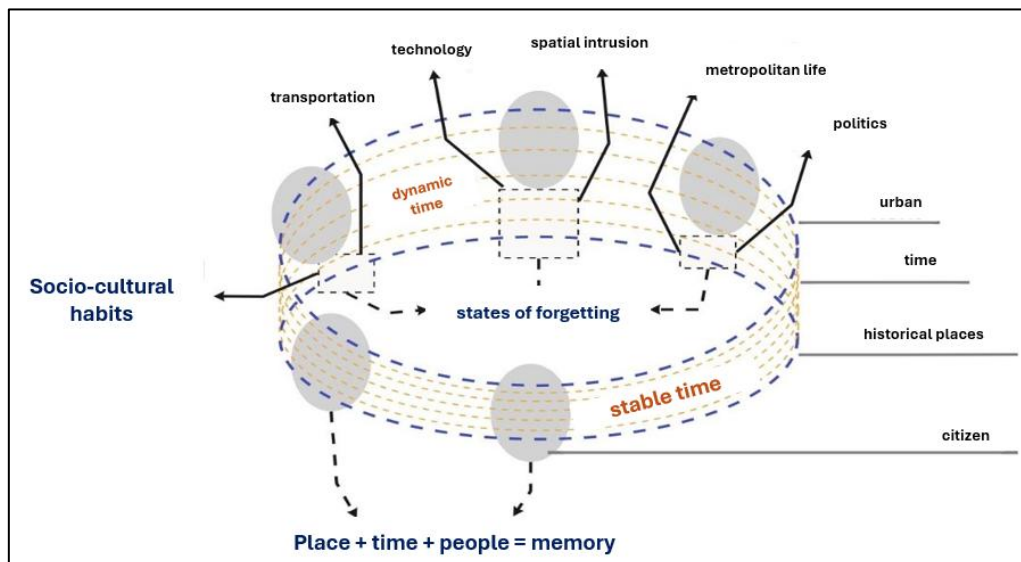 spatial intrusion
technology
metropolitan life
transportation
politics
dynamic
time
urban
time
Socio-cultural
habits
states of forgetting
historical places
stable time
citizen
Place + time + people = memory